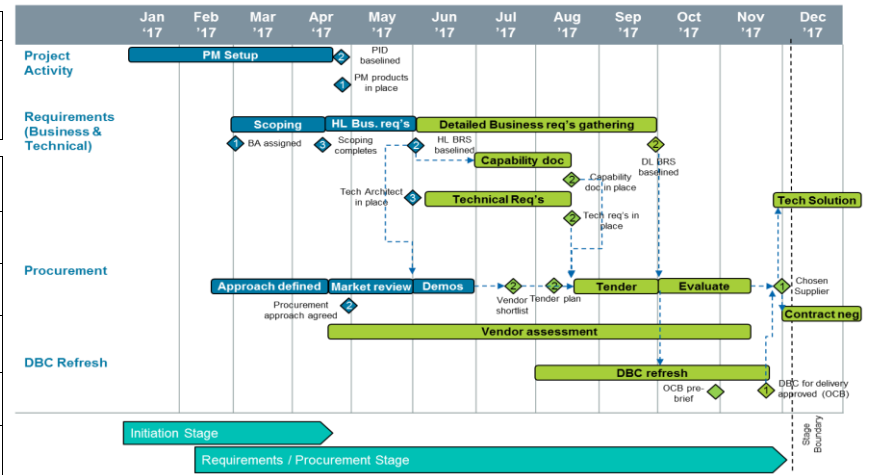 Jan Feb Mar Apr May Jun Jul Aug Sep Oct Nov Dec
'17 '17 '17 '17 '17 '17 '17 '17 '17 '17 '17 '17
Project
Activity
PM Setup
2
PID
baselined
1
PM products
in place
Requirements
(Business &
Technical)
Scoping
HL Bus. req's
Detailed Business req's gathering
1
BA assigned
3
Scoping
completes
2
HL BRS
baselined
2
DL BRS
baselined
Capability doc
2
Capability
doc in place
Tech Architect
in place
3
Technical Req's
2
Tech req's in
place
Tech Solution
Procurement
Approach defined
Market review
Demos
2
Vendor
shortlist
2
Tender plan
Tender
Evaluate
1
Chosen
Supplier
Procurement
approach agreed
2
Contract neg
Vendor assessment
DBC Refresh
DBC refresh
OCB pre-
brief
1
DBC for delivery
approved (OCB)
Initiation Stage
Requirements / Procurement Stage
Stage
Boundary